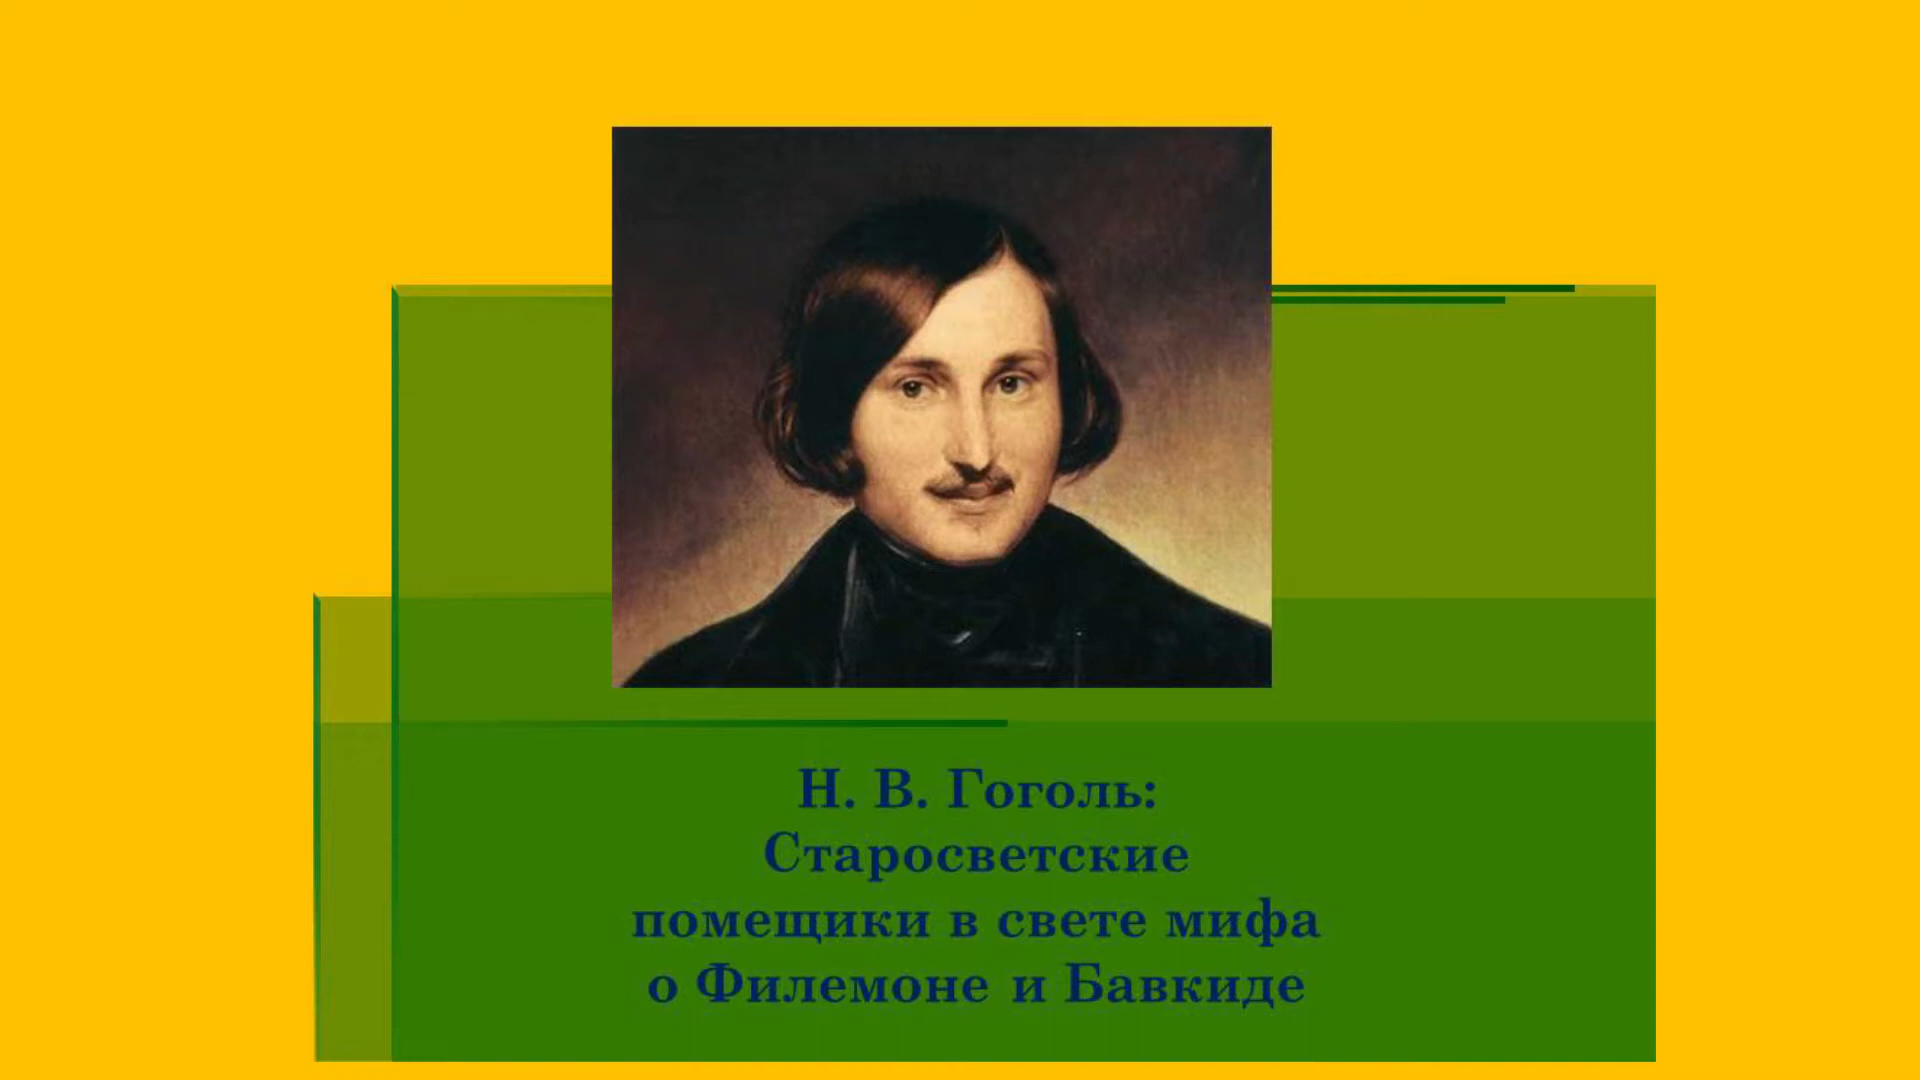 Н. В. Гоголь:
Старосветские
помещики в свете мифа
о Филемоне и Бавкиде